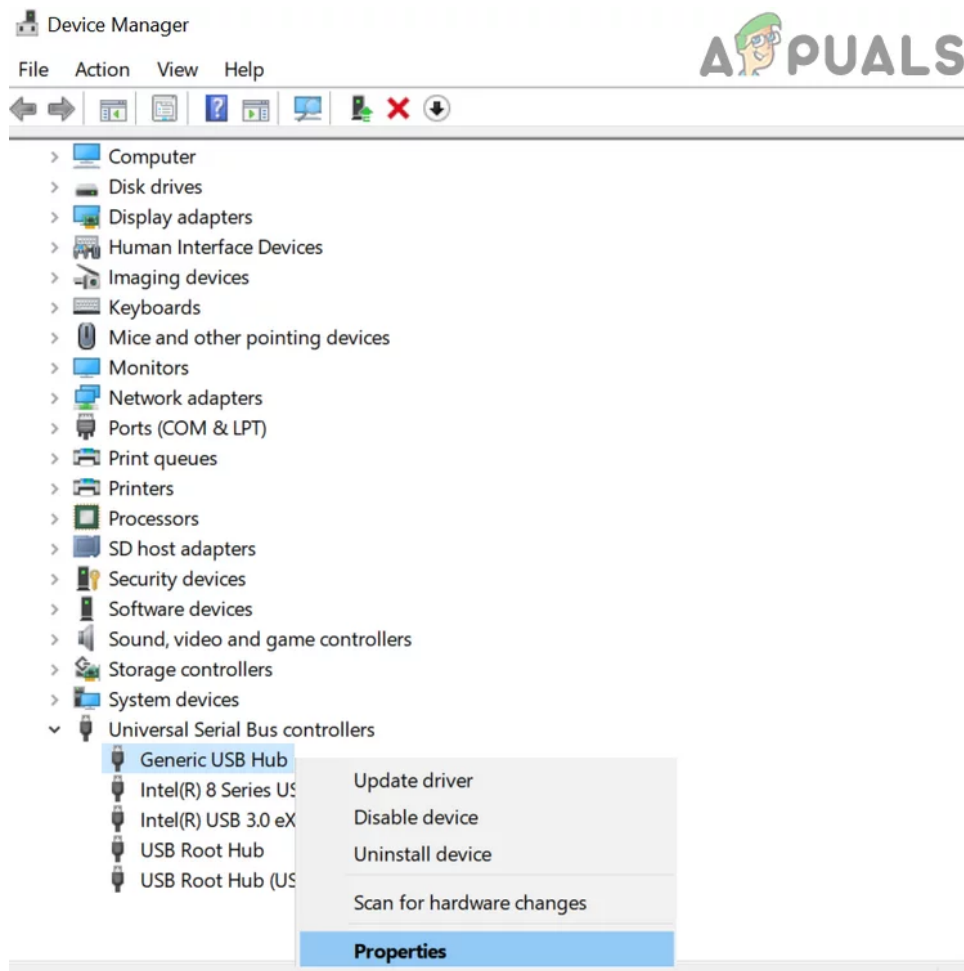 Device Manager
APPUALS
File Action View Help
Computer
Disk drives
Display adapters
Human Interface Devices
Imaging devices
Keyboards
Mice and other pointing devices
Monitors
Network adapters
Ports (COM & LPT)
Print queues
Printers
Processors
SD host adapters
Security devices
Software devices
Sound, video and game controllers
Storage controllers
System devices
Universal Serial Bus controllers
Generic USB Hub
Intel(R) 8 Series US
Intel(R) USB 3.0 eX
USB Root Hub
USB Root Hub (US
Update driver
Disable device
Uninstall device
Scan for hardware changes
Properties